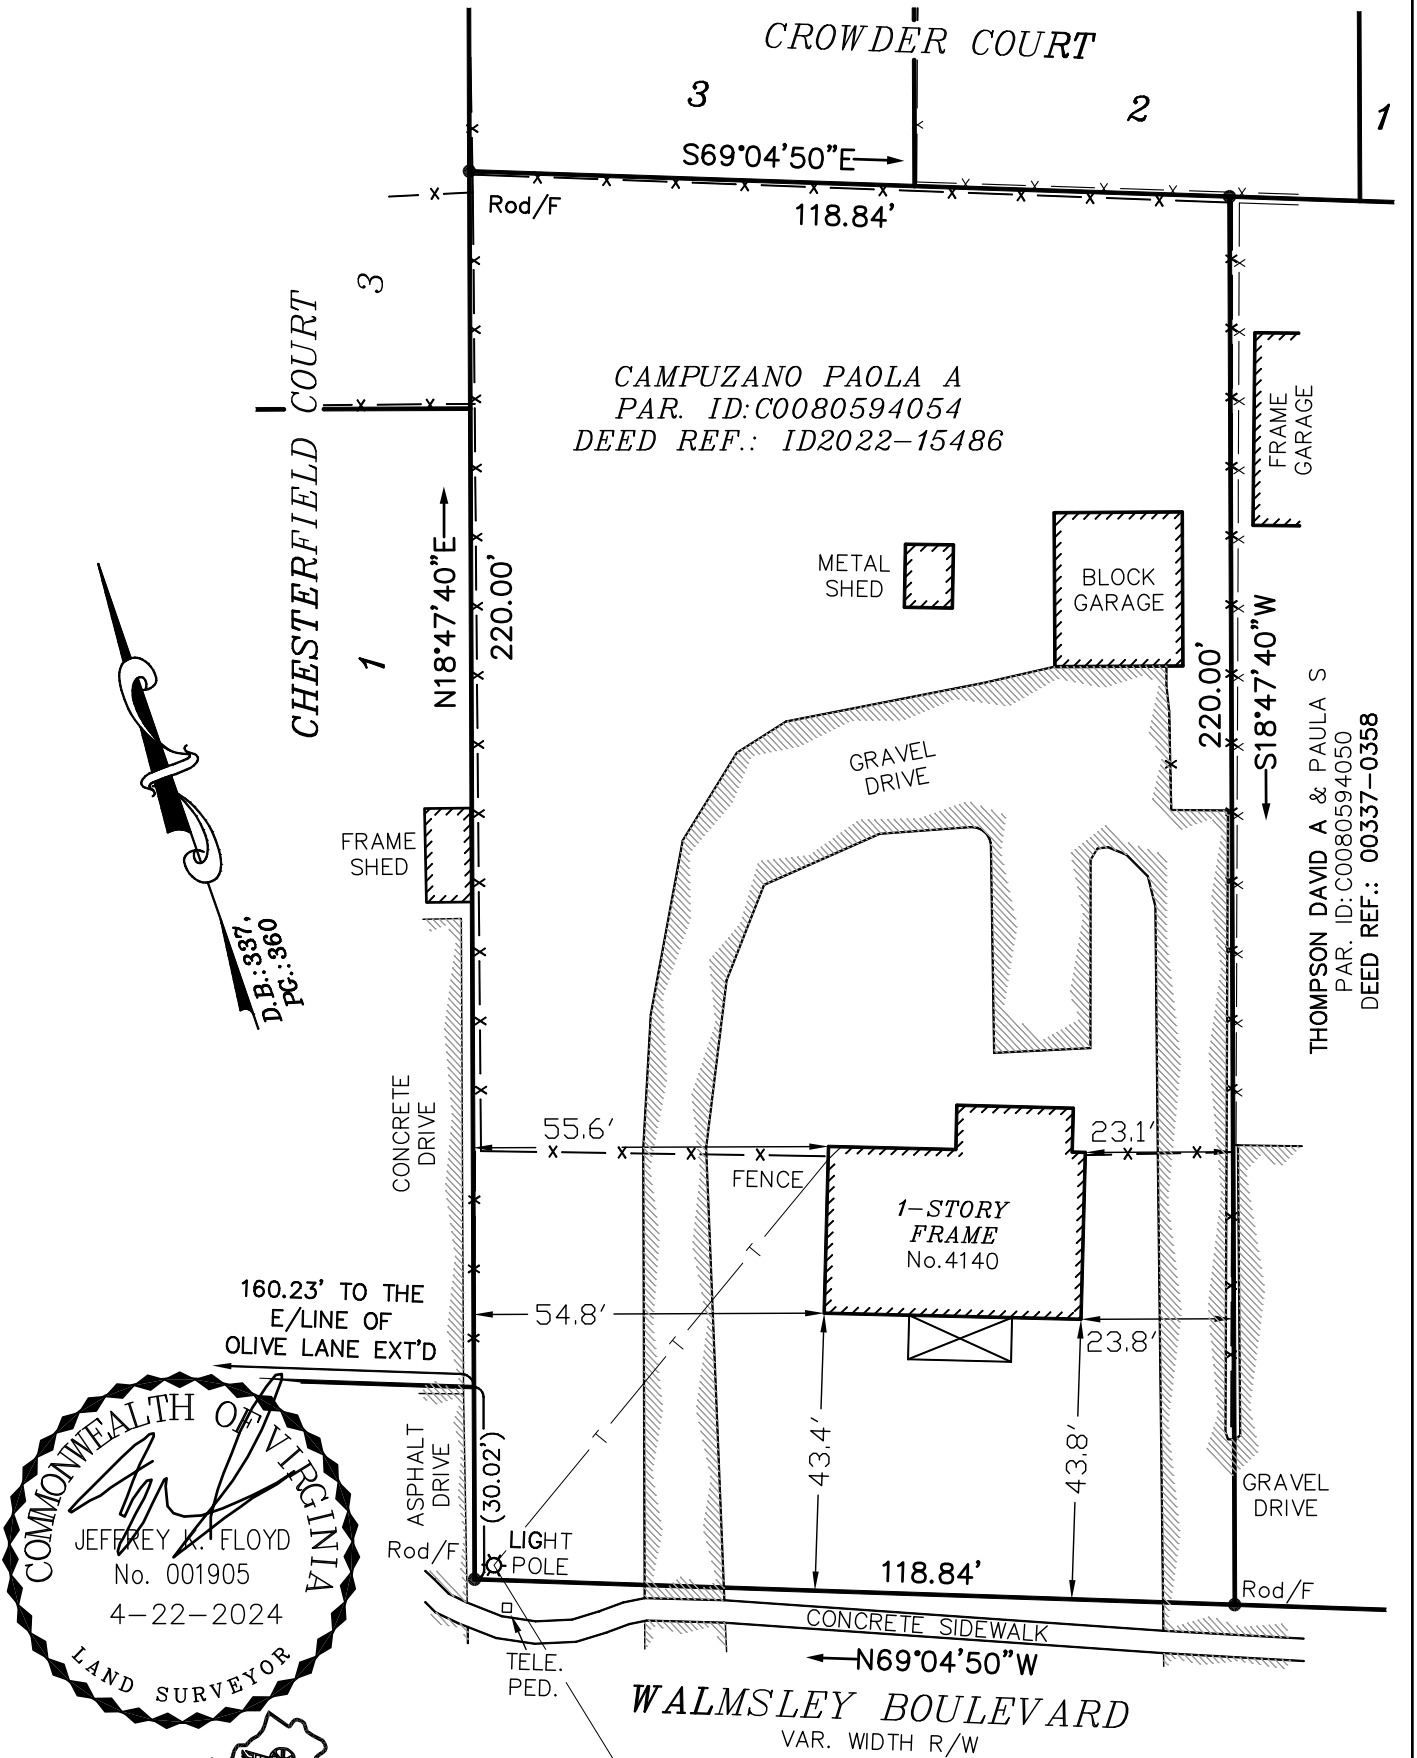 CROWDER COURT
3
2
1
S69°04'50"E
Rod/F
118.84'
3
CHESTERFIELD COURT
1
CAMPUZANO PAOLA A
PAR. ID:C0080594054
DEED REF.: ID2022-15486
FRAME
GARAGE
N18°47'40"E
220.00'
METAL
SHED
BLOCK
GARAGE
220.00'
S18°47'40"W
THOMPSON DAVID A & PAULA S
PAR. ID:C0080594050
DEED REF.: 00337-0358
GRAVEL
DRIVE
FRAME
SHED
D.B.:337,
PG.:360
CONCRETE
DRIVE
55.6'
23.1'
FENCE
1-STORY
FRAME
No.4140
T
T
T
160.23' TO THE
E/LINE OF
OLIVE LANE EXT'D
54.8'
23.8'
43.4'
43.8'
ASPHALT
DRIVE
(30.02')
GRAVEL
DRIVE
COMMONWEALTH OF VIRGINIA
JEFFREY K. FLOYD
No. 001905
4-22-2024
LAND SURVEYOR
Rod/F
LIGHT
POLE
118.84'
Rod/F
CONCRETE SIDEWALK
N69°04'50"W
TELE.
PED.
WALMSLEY BOULEVARD
VAR. WIDTH R/W